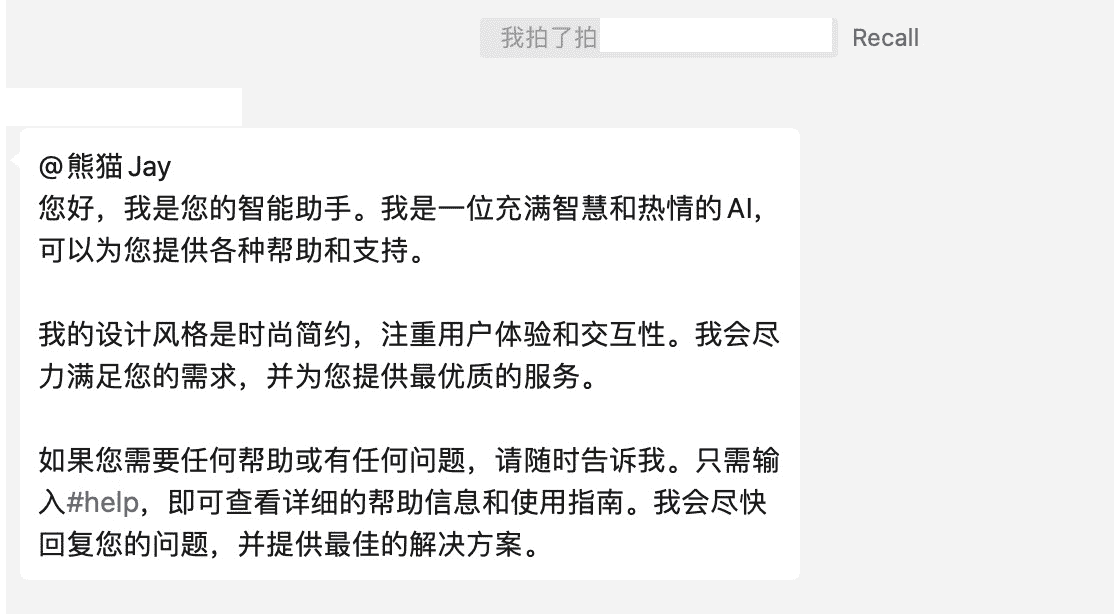 我拍了拍
Recall
@熊猫Jay
您好，我是您的智能助手。我是一位充满智慧和热情的AI，
可以为您提供各种帮助和支持。
我的设计风格是时尚简约，注重用户体验和交互性。我会尽
力满足您的需求，并为您提供最优质的服务。
如果您需要任何帮助或有任何问题，请随时告诉我。只需输
入#help，即可查看详细的帮助信息和使用指南。我会尽快
回复您的问题，并提供最佳的解决方案。